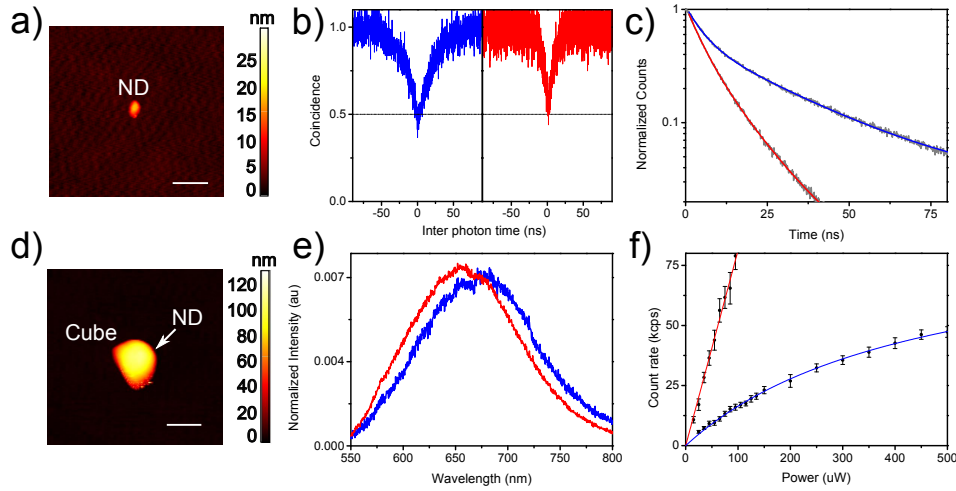 a)
nm
ND
25
20
15
10
5
0
b)
Coincidence
1.0
0.5
0.0
-50 0 50 -50 0 50
Inter photon time (ns)
c)
Normalized Counts
1
0.1
0 25 50 75
Time (ns)
d)
nm
Cube
ND
120
100
80
60
40
20
0
e)
Normalized Intensity (au)
0.007
0.004
0.000
550 600 650 700 750 800
Wavelength (nm)
f)
Count rate (kcps)
75
50
25
0
0 100 200 300 400 500
Power (uW)